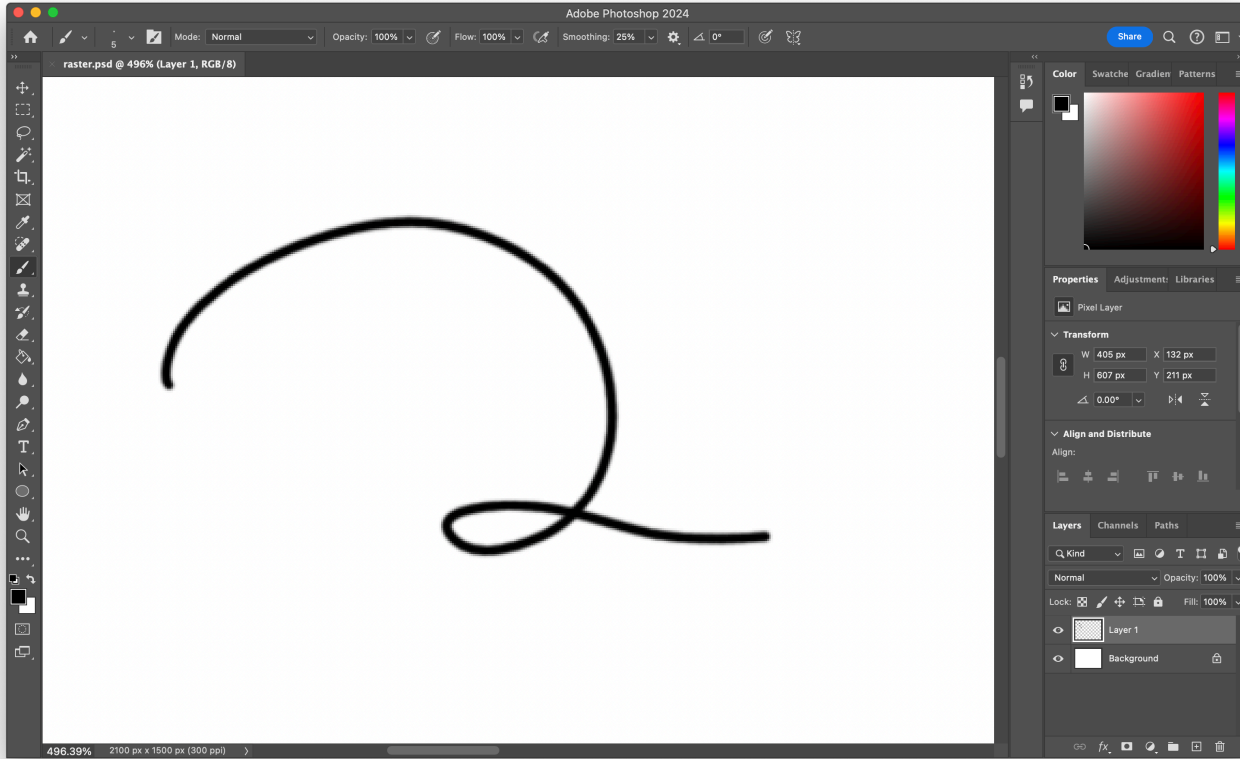 Adobe Photoshop 2024
5 Mode: Normal Opacity: 100% Flow: 100% Smoothing: 25% 0° Share
raster.psd @ 496% (Layer 1, RGB/8)
Color Swatche Gradien Patterns
Properties Adjustment: Libraries
Pixel Layer
Transform
W 405 px X 132 px
H 607 px Y 211 px
0.00°
Align and Distribute
Align:
Layers Channels Paths
Kind
Normal Opacity: 100%
Lock: Fill: 100%
Layer 1
Background
496.39% 2100 px x 1500 px (300 ppi)
fx